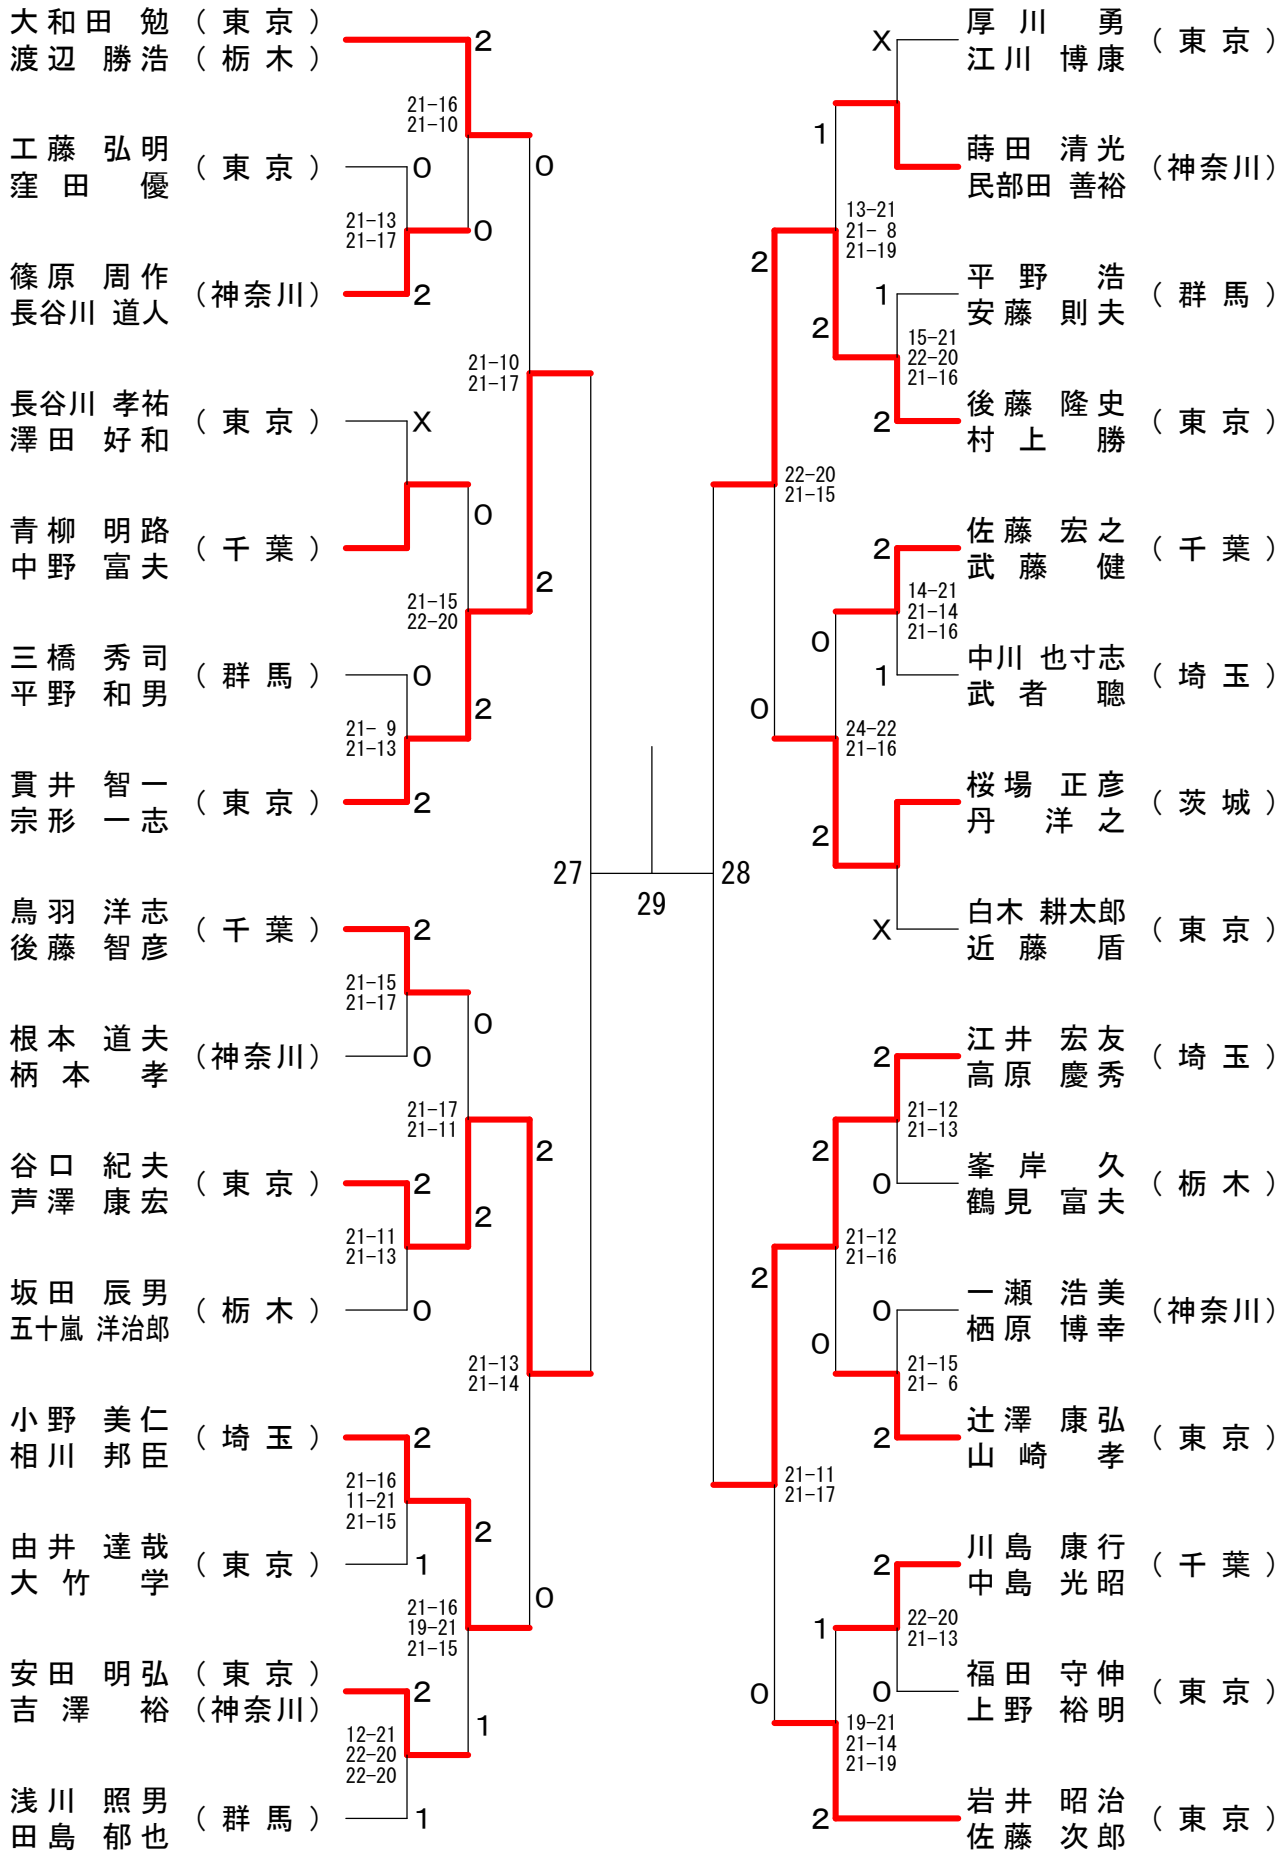 大和田 勉 (東京)
渡辺 勝浩 (栃木)
2
21-16
21-10
工藤 弘明
窪田 優
(東京)
0
0
21-13
21-17
0
篠原 周作
長谷川 道人
(神奈川)
2
21-10
21-17
長谷川 孝祐
澤田 好和
(東京)
X
0
青柳 明路
中野 富夫
(千葉)
2
21-15
22-20
三橋 秀司
平野 和男
(群馬)
0
2
21- 9
21-13
貫井 智一
宗形 一志
(東京)
2
27
鳥羽 洋志
後藤 智彦
(千葉)
2
21-15
21-17
0
根本 道夫
柄本 孝
(神奈川)
0
21-17
21-11
2
谷口 紀夫
芦澤 康宏
(東京)
2
2
21-11
21-13
坂田 辰男
五十嵐 洋治郎
(栃木)
0
21-13
21-14
小野 美仁
相川 邦臣
(埼玉)
2
21-16
11-21
21-15
2
由井 達哉
大竹 学
(東京)
1
0
21-16
19-21
21-15
安田 明弘 (東京)
吉澤 裕 (神奈川)
2
1
12-21
22-20
22-20
浅川 照男
田島 郁也
(群馬)
1
29
28
X
厚川 勇
江川 博康
(東京)
1
蒔田 清光
民部田 善裕
(神奈川)
13-21
21- 8
21-19
2
1
平野 浩
安藤 則夫
(群馬)
2
15-21
22-20
21-16
2
後藤 隆史
村上 勝
(東京)
22-20
21-15
2
佐藤 宏之
武藤 健
(千葉)
14-21
21-14
21-16
0
1
中川 也寸志
武者 聰
(埼玉)
0
24-22
21-16
桜場 正彦
丹 洋之
(茨城)
2
X
白木 耕太郎
近藤 盾
(東京)
2
江井 宏友
高原 慶秀
(埼玉)
21-12
21-13
2
0
峯岸 久
鶴見 富夫
(栃木)
21-12
21-16
2
0
一瀬 浩美
栖原 博幸
(神奈川)
0
21-15
21- 6
2
辻澤 康弘
山崎 孝
(東京)
21-11
21-17
2
川島 康行
中島 光昭
(千葉)
1
22-20
21-13
0
0
福田 守伸
上野 裕明
(東京)
19-21
21-14
21-19
2
岩井 昭治
佐藤 次郎
(東京)